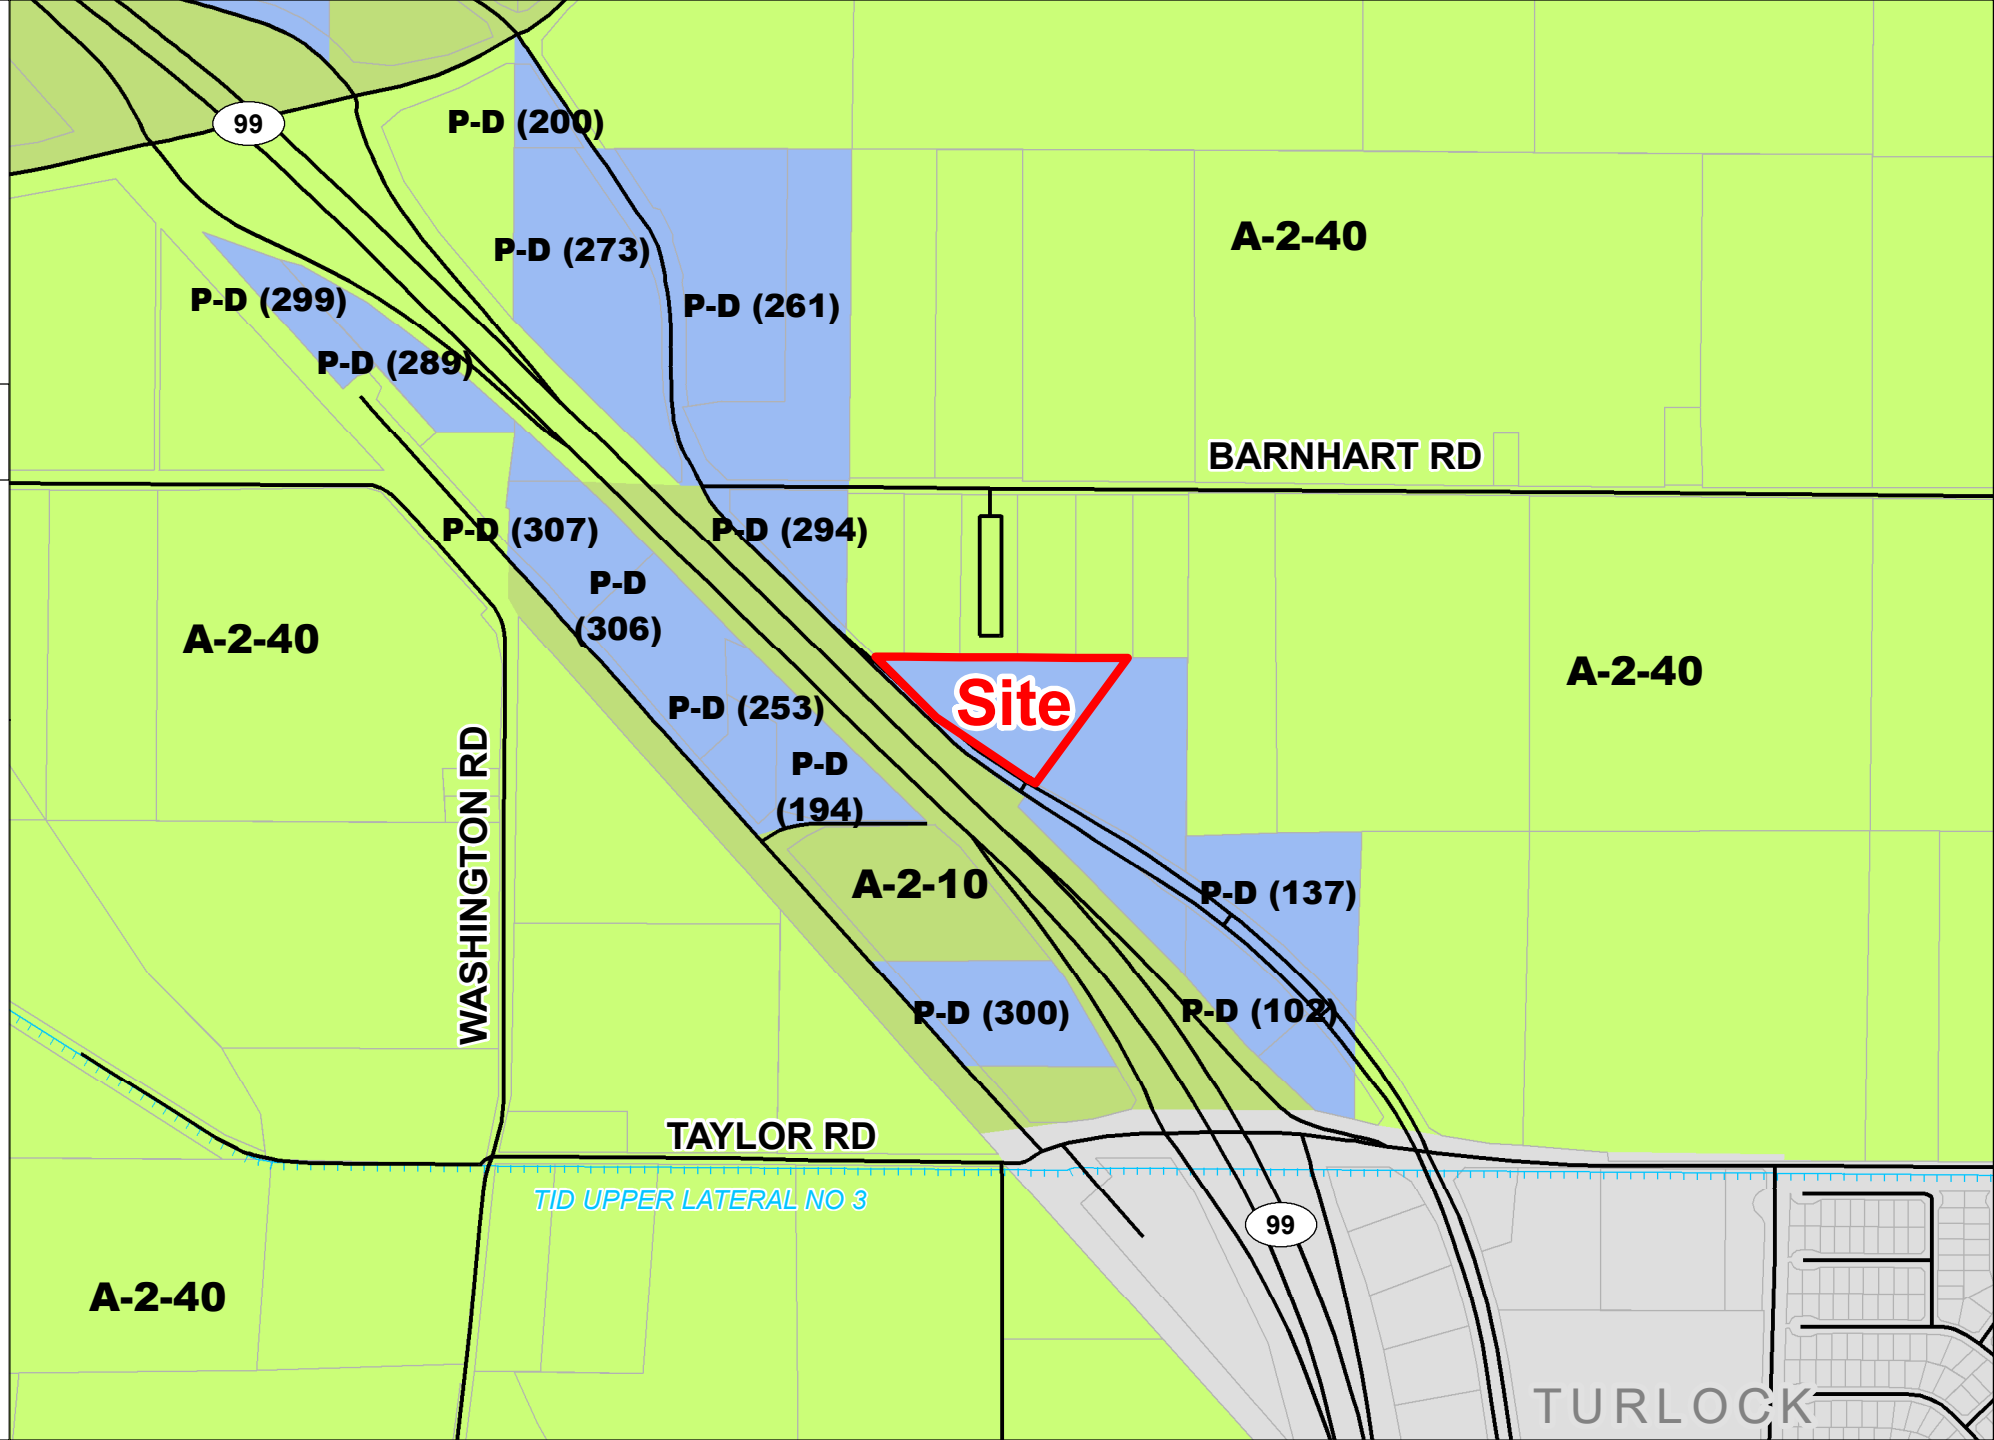 99
P-D (200)
A-2-40
P-D (273)
P-D (299)
P-D (261)
P-D (289)
BARNHART RD
P-D (307)
P-D (294)
P-D
(306)
A-2-40
A-2-40
Site
P-D (253)
P-D
(194)
WASHINGTON RD
A-2-10
P-D (137)
P-D (300)
P-D (102)
TAYLOR RD
TID UPPER LATERAL NO 3
99
A-2-40
TURLOCK